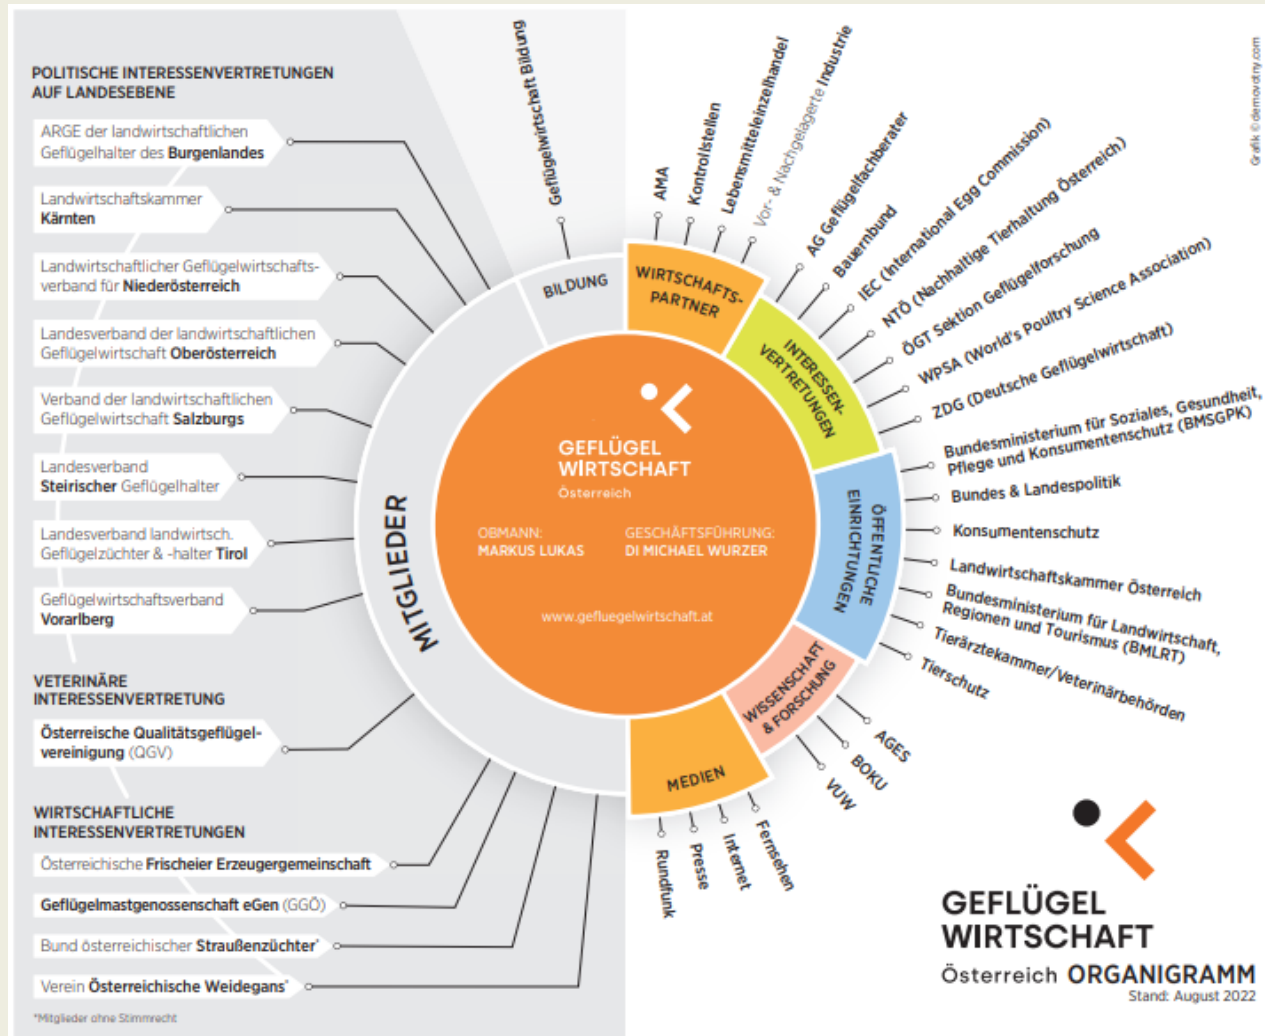 POLITISCHE INTERESSENVERTRETUNGEN
AUF LANDESEBENE
ARGE der landwirtschaftlichen
Geflügelhalter des Burgenlandes
Landwirtschaftskammer
Kärnten
Landwirtschaftlicher Geflügelwirtschafts-
verband für Niederösterreich
Landesverband der landwirtschaftlichen
Geflügelwirtschaft Oberösterreich
Verband der landwirtschaftlichen
Geflügelwirtschaft Salzburgs
Landesverband
Steirischer Geflügelhalter
Landesverband landwirtsch.
Geflügelzüchter & -halter Tirol
Geflügelwirtschaftsverband
Vorarlberg
VETERINÄRE
INTERESSENVERTRETUNG
Österreische Qualitätsgeflügel-
vereinigung (QGV)
WIRTSCHAFTLICHE
INTERESSENVERTRETUNGEN
Österreichische Frischeier Erzeugergemeinschaft
Geflügelmastgenossenschaft eGen (GGÖ)
Bund österreichischer Straußenzüchter*
Verein Österreichische Weidegans*
*Mitglieder ohne Stimmrecht
MITGLIEDER
BILDUNG
Geflügelwirtschaft Bildung
WIRTSCHAFTS-
PARTNER
AMA
Kontrollstellen
Lebensmitteleinzelhandel
Vor- & Nachgelagerte Industrie
INTERESSEN-
VERTRETUNGEN
AG Geflügelfachberater
Bauernbund
IEC (International Egg Commission)
NTÖ (Nachhaltige Tierhaltung Österreich)
ÖGT Sektion Geflügelforschung
WPSA (World's Poultry Science Association)
ZDG (Deutsche Geflügelwirtschaft)
ÖFFENTLICHE
EINRICHTUNGEN
Bundesministerium für Soziales, Gesundheit,
Pflege und Konsumentenschutz (BMSGPK)
Bundes & Landespolitik
Konsumentenschutz
Landwirtschaftskammer Österreich
Bundesministerium für Landwirtschaft,
Regionen und Tourismus (BMLRT)
Tierärztekammer/Veterinärbehörden
Tierschutz
WISSENSCHAFT
& FORSCHUNG
AGES
BOKU
VUW
MEDIEN
Fernsehen
Internet
Presse
Rundfunk
GEFLÜGEL
WIRTSCHAFT
Österreich
OBMANN:
MARKUS LUKAS
GESCHÄFTSFÜHRUNG:
DI MICHAEL WURZER
www.gefluegelwirtschaft.at
Grafik © demovotny.com
GEFLÜGEL
WIRTSCHAFT
Österreich ORGANIGRAMM
Stand: August 2022